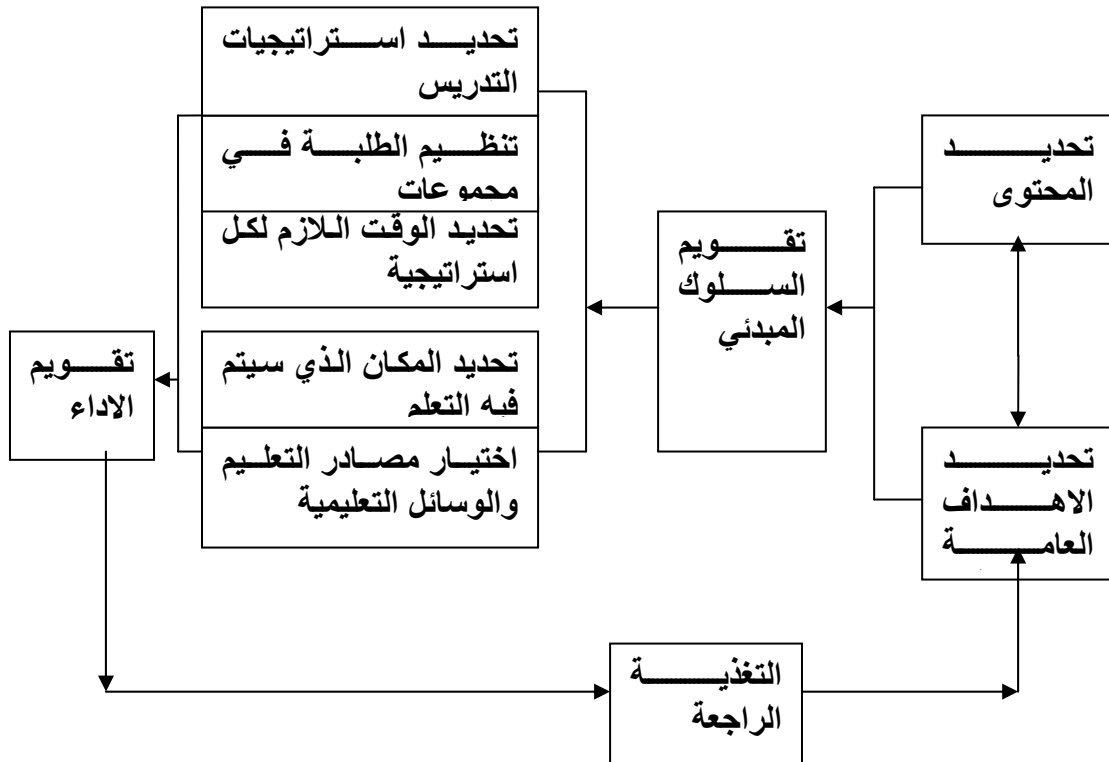 تحديد
المحتوى
تحديد
الاهداف
العامة
تقويم
السلوك
المبدئي
تحديد استراتيجيات
التدريس
تنظيم الطلبة في
مجموعات
تحديد الوقت اللازم لكل
استراتيجية
تحديد المكان الذي سيتم
فيه التعلم
اختيار مصادر التعليم
والوسائل التعليمية
تقويم
الاداء
التغذية
الراجعة